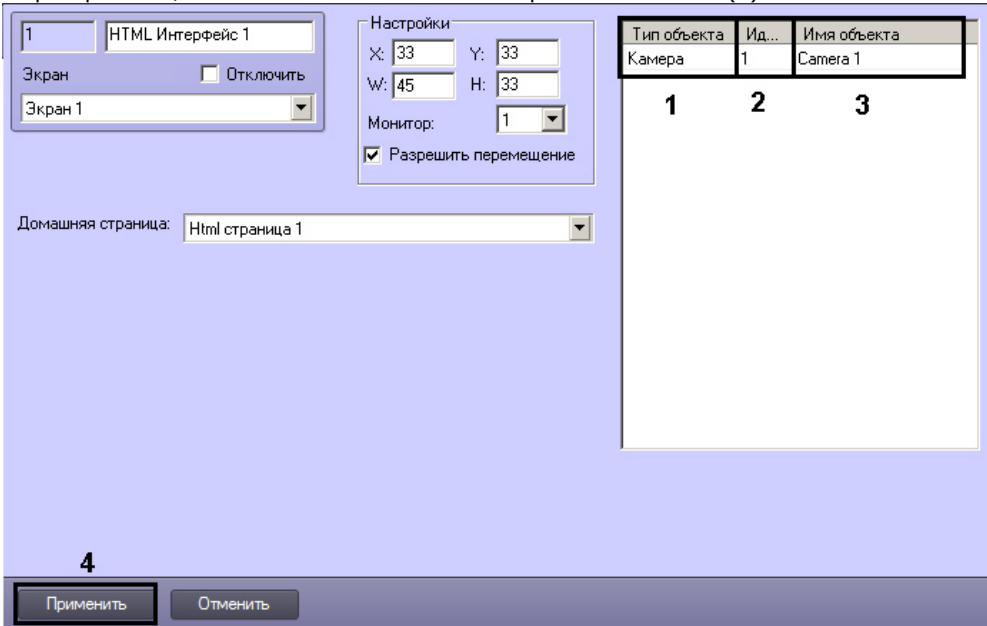 1
HTML Интерфейс 1
Экран
Отключить
Экран 1
Настройки
X: 33 Y: 33
W: 45 H: 33
Монитор: 1
Разрешить перемещение
Тип объекта Ид... Имя объекта
Камера 1 Camera 1
1 2 3
Домашняя страница: Html страница 1
4
Применить Отменить